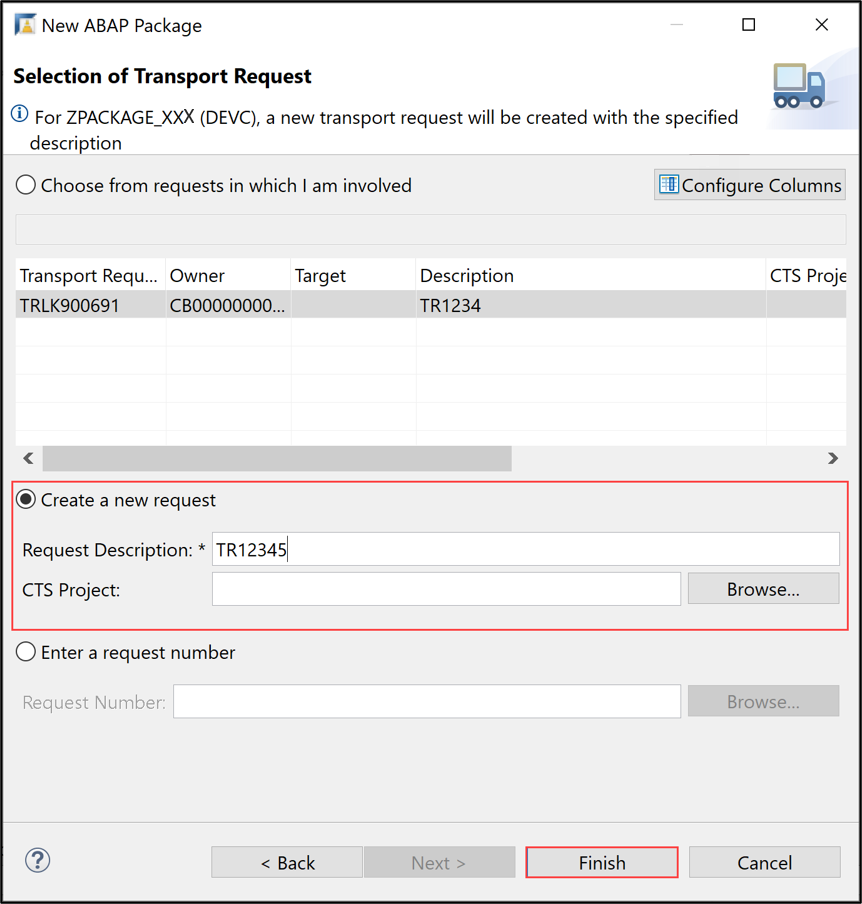 New ABAP Package
Selection of Transport Request
For ZPACKAGE_XXX (DEVC), a new transport request will be created with the specified
description
Choose from requests in which I am involved
Configure Columns
Transport Requ... Owner Target Description CTS Proje
TRLK900691 CB00000000... TR1234
Create a new request
Request Description: * TR12345
CTS Project: Browse...
Enter a request number
Request Number: Browse...
? < Back Next > Finish Cancel